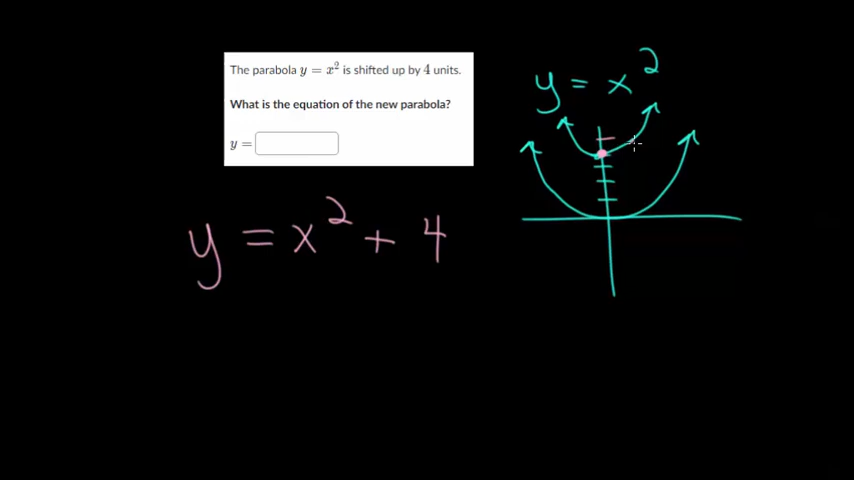 The parabola y = x² is shifted up by 4 units.
What is the equation of the new parabola?
y =
y = x²
y = x² + 4